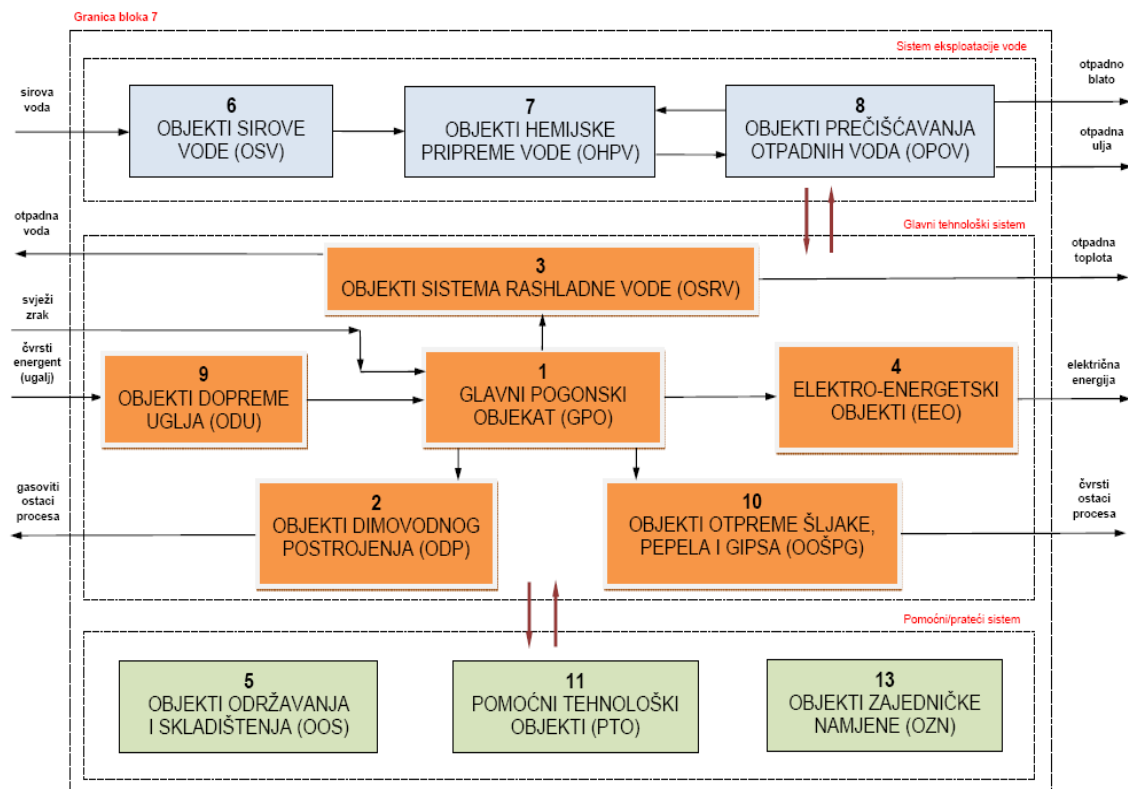 Granica bloka 7
Sistem eksploatacije vode
sirova
voda
6
OBJEKTI SIROVE
VODE (OSV)
7
OBJEKTI HEMIJSKE
PRIPREME VODE (OHPV)
8
OBJEKTI PREČIŠĆAVANJA
OTPADNIH VODA (OPOV)
otpadno
blato
otpadna
ulja
otpadna
voda
Glavni tehnološki sistem
3
OBJEKTI SISTEMA RASHLADNE VODE (OSRV)
otpadna
toplota
svježi
zrak
čvrsti
energent
(ugalj)
9
OBJEKTI DOPREME
UGLJA (ODU)
1
GLAVNI POGONSKI
OBJEKAT (GPO)
4
ELEKTRO-ENERGETSKI
OBJEKTI (EEO)
električna
energija
gasoviti
ostaci
procesa
2
OBJEKTI DIMOVODNOG
POSTROJENJA (ODP)
10
OBJEKTI OTPREME ŠLJAKE,
PEPELA I GIPSA (OOŠPG)
čvrsti
ostaci
procesa
Pomoćni/prateći sistem
5
OBJEKTI ODRŽAVANJA
I SKLADIŠTENJA (OOS)
11
POMOĆNI TEHNOLOŠKI
OBJEKTI (PTO)
13
OBJEKTI ZAJEDNIČKE
NAMJENE (OZN)